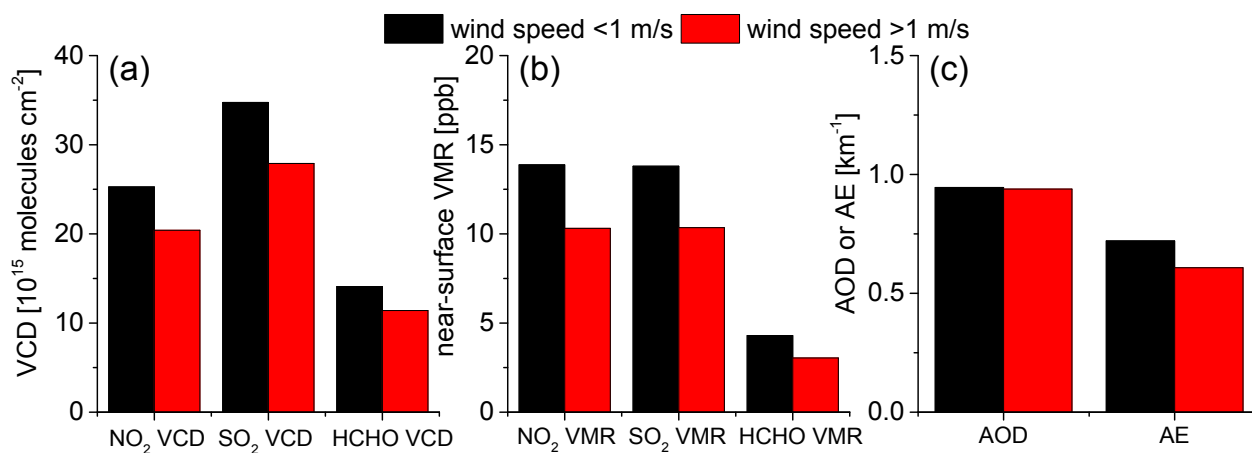 wind speed <1 m/s wind speed >1 m/s
(a)
VCD [10¹⁵ molecules cm⁻²]
40
30
20
10
0
NO₂ VCD SO₂ VCD HCHO VCD
(b)
near-surface VMR [ppb]
20
15
10
5
0
NO₂ VMR SO₂ VMR HCHO VMR
(c)
AOD or AE [km⁻¹]
1.5
1.0
0.5
0.0
AOD AE